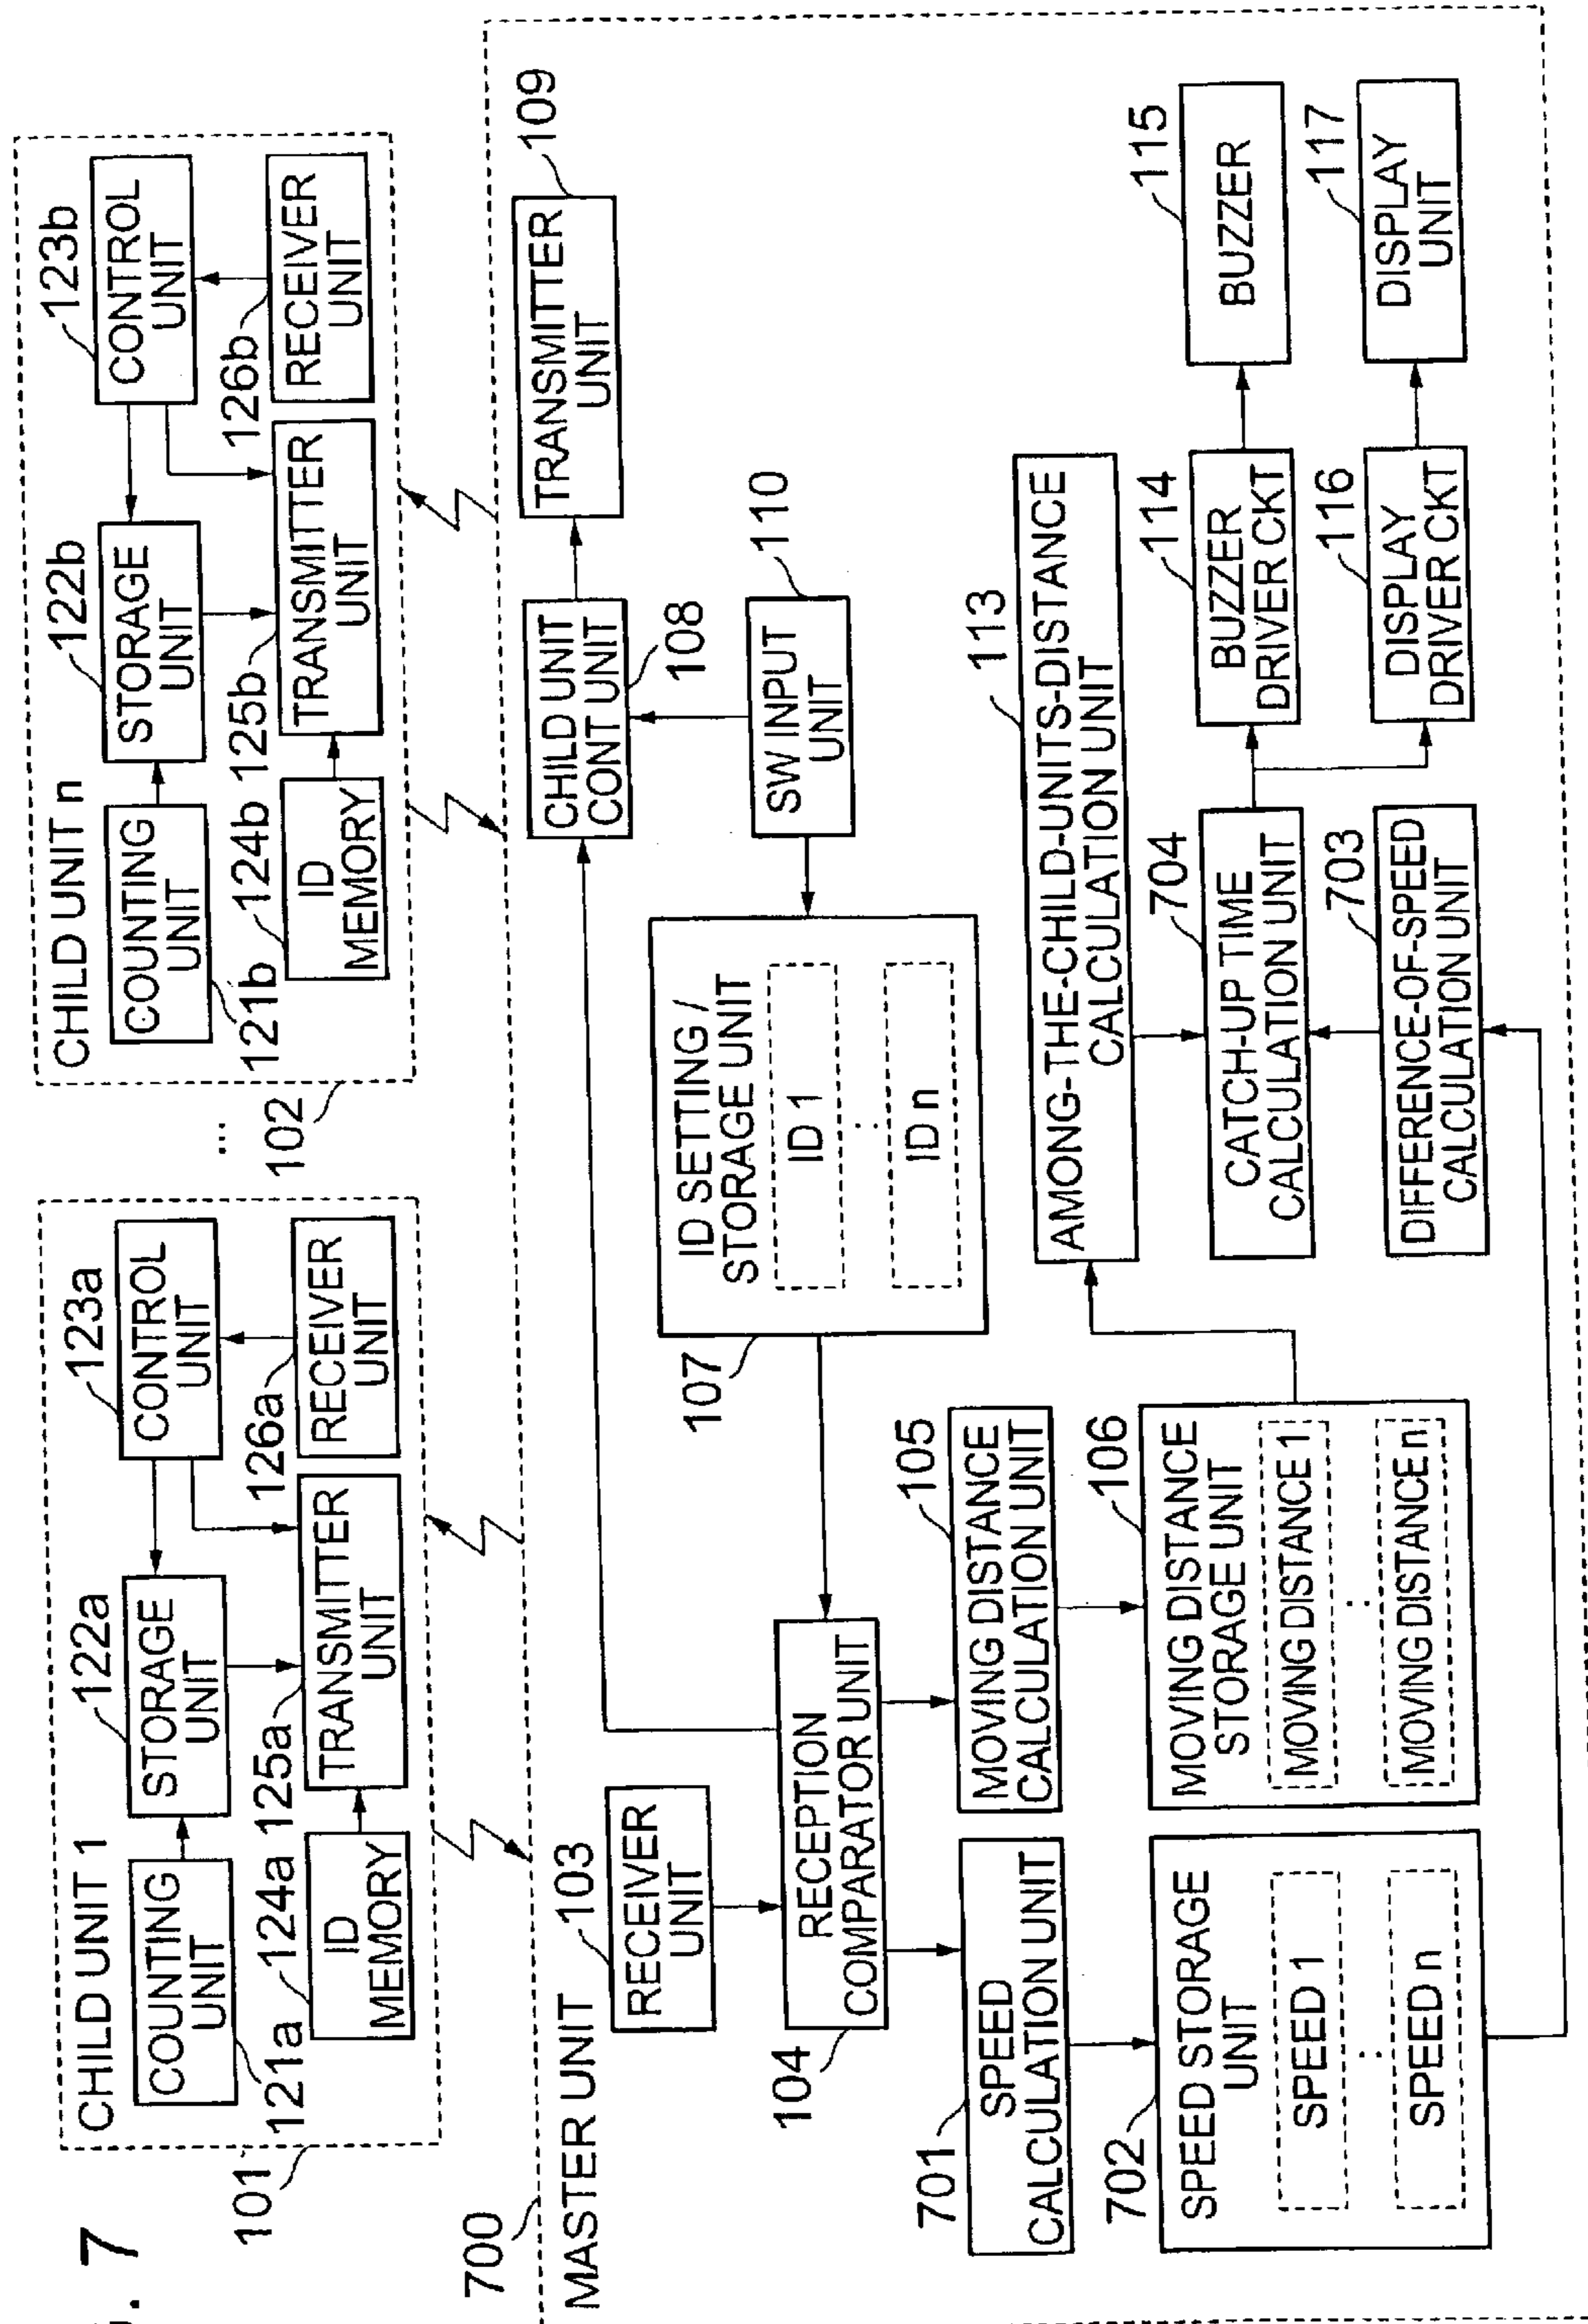 7
CHILD UNIT 1
COUNTING
UNIT
121a
STORAGE
UNIT
122a
CONTROL
UNIT
123a
ID
MEMORY
124a
TRANSMITTER
UNIT
125a
RECEIVER
UNIT
126a
101
...
CHILD UNIT n
COUNTING
UNIT
121b
STORAGE
UNIT
122b
CONTROL
UNIT
123b
ID
MEMORY
124b
TRANSMITTER
UNIT
125b
RECEIVER
UNIT
126b
102
700
MASTER UNIT
RECEIVER
UNIT
103
RECEPTION
COMPARATOR UNIT
104
CHILD UNIT
CONT UNIT
108
TRANSMITTER
UNIT
109
SW INPUT
UNIT
110
ID SETTING /
STORAGE UNIT
ID 1
ID n
107
SPEED
CALCULATION UNIT
701
SPEED STORAGE
UNIT
SPEED 1
SPEED n
702
MOVING DISTANCE
CALCULATION UNIT
105
MOVING DISTANCE
STORAGE UNIT
MOVING DISTANCE 1
MOVING DISTANCE n
106
AMONG-THE-CHILD-UNITS-DISTANCE
CALCULATION UNIT
113
CATCH-UP TIME
CALCULATION UNIT
704
DIFFERENCE-OF-SPEED
CALCULATION UNIT
703
BUZZER
DRIVER CKT
114
BUZZER
115
DISPLAY
DRIVER CKT
116
DISPLAY
UNIT
117